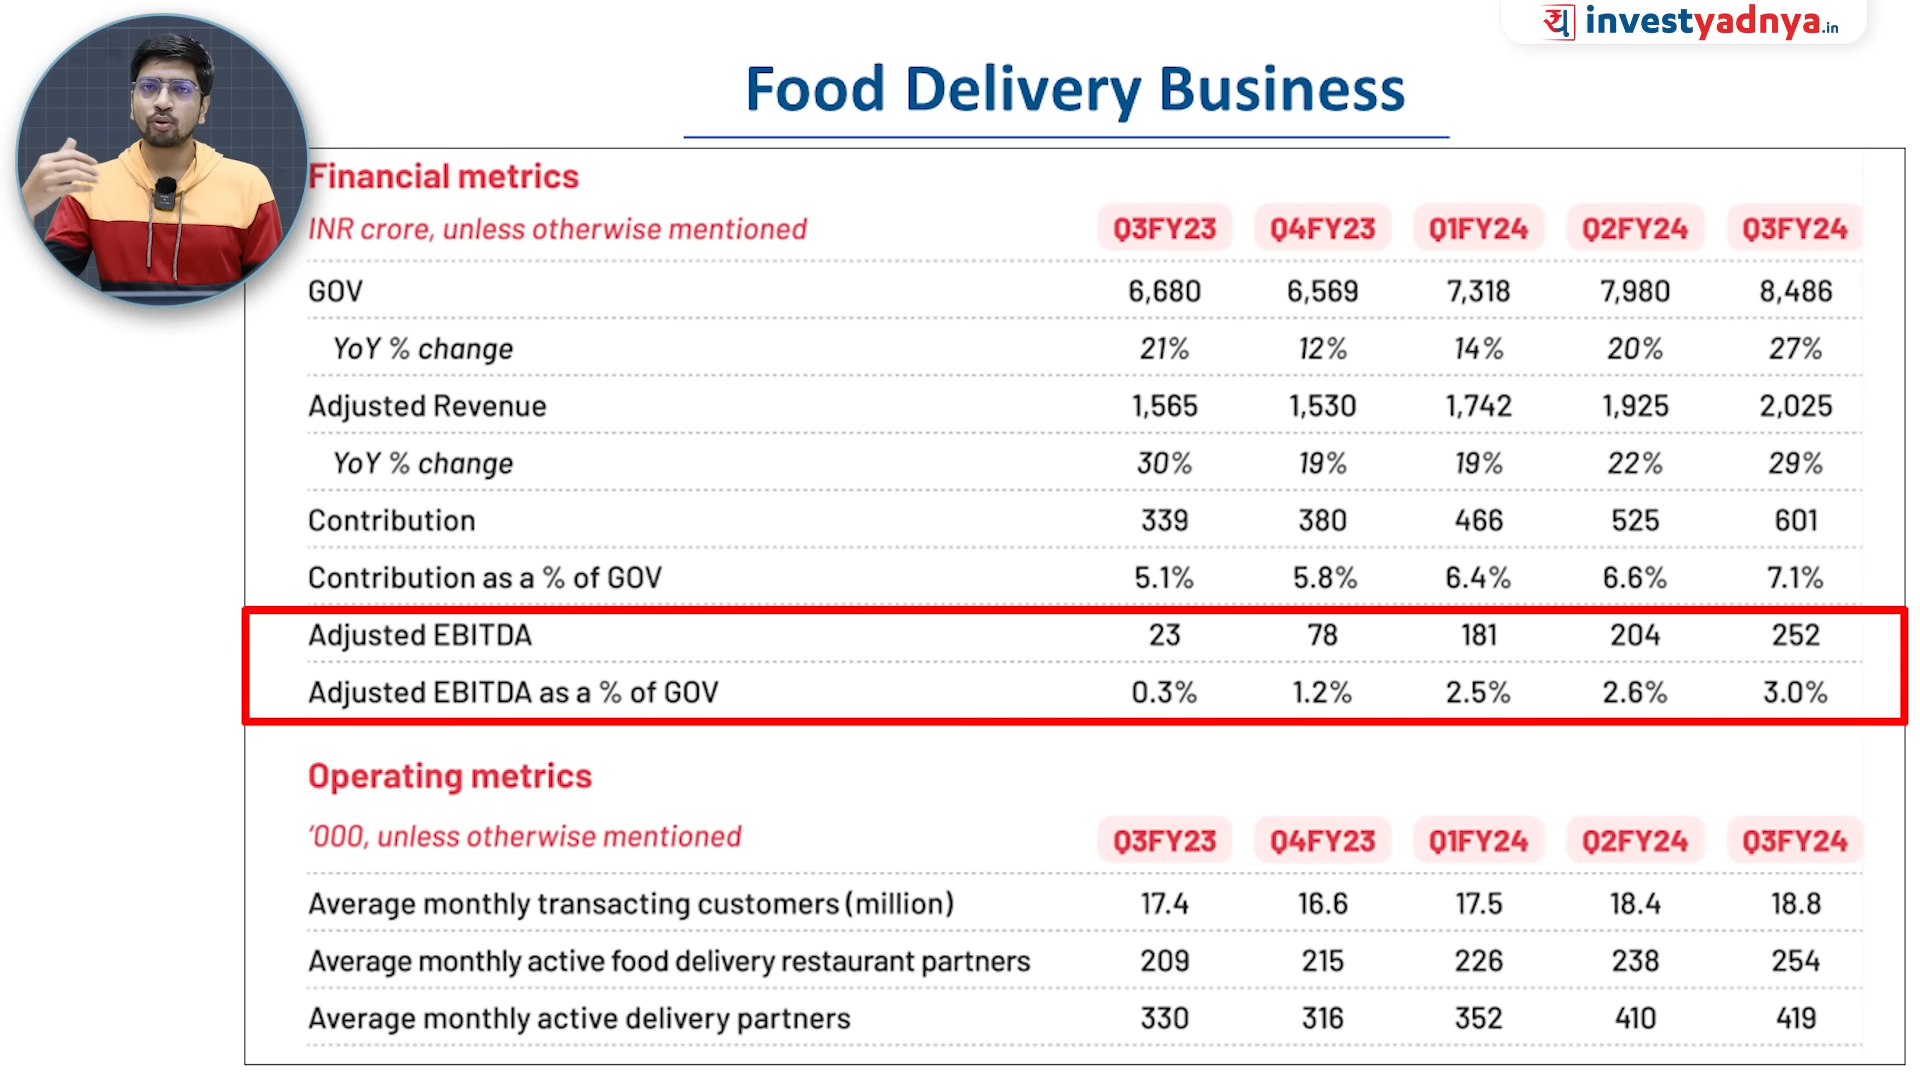 investyadnya.in
Food Delivery Business
Financial metrics
INR crore, unless otherwise mentioned Q3FY23 Q4FY23 Q1FY24 Q2FY24 Q3FY24
GOV 6,680 6,569 7,318 7,980 8,486
YoY % change 21% 12% 14% 20% 27%
Adjusted Revenue 1,565 1,530 1,742 1,925 2,025
YoY % change 30% 19% 19% 22% 29%
Contribution 339 380 466 525 601
Contribution as a % of GOV 5.1% 5.8% 6.4% 6.6% 7.1%
Adjusted EBITDA 23 78 181 204 252
Adjusted EBITDA as a % of GOV 0.3% 1.2% 2.5% 2.6% 3.0%
Operating metrics
'000, unless otherwise mentioned Q3FY23 Q4FY23 Q1FY24 Q2FY24 Q3FY24
Average monthly transacting customers (million) 17.4 16.6 17.5 18.4 18.8
Average monthly active food delivery restaurant partners 209 215 226 238 254
Average monthly active delivery partners 330 316 352 410 419